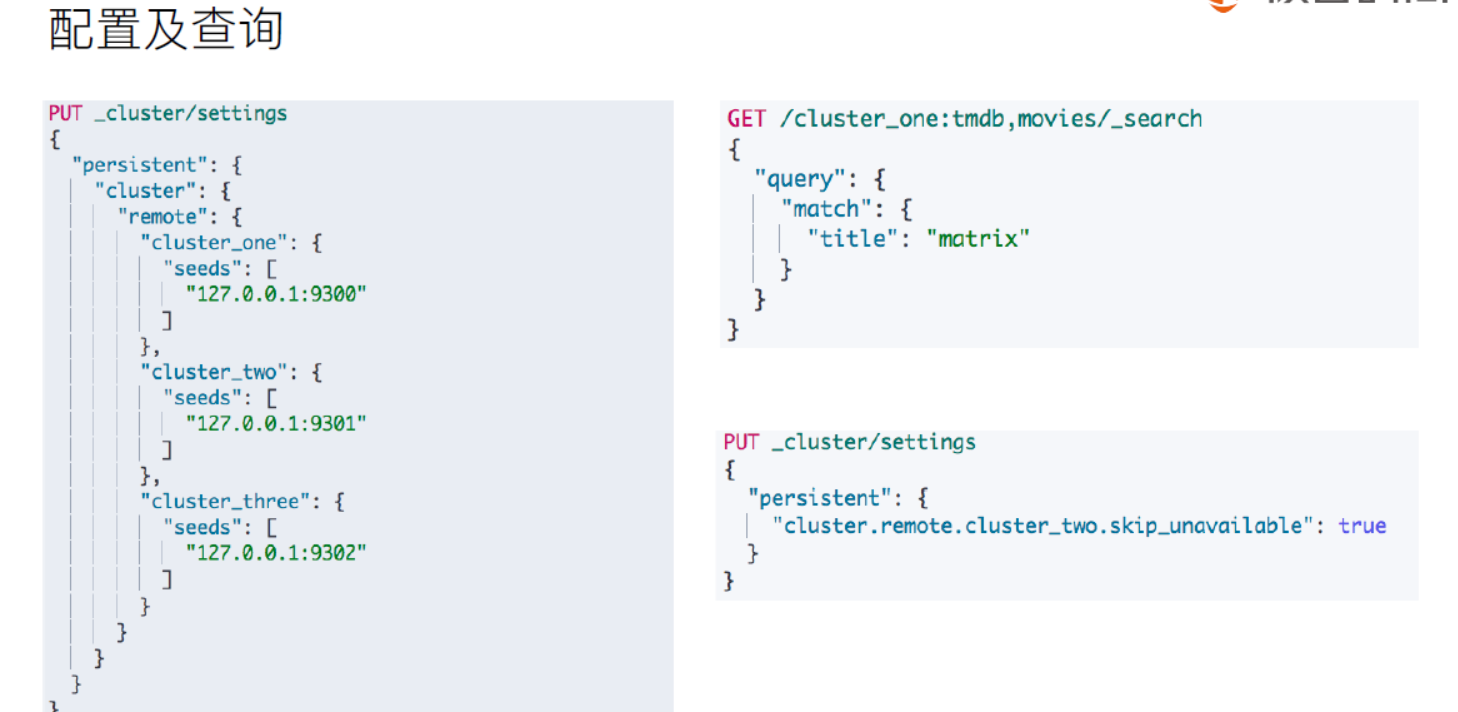 配置及查询
PUT _cluster/settings
{
"persistent": {
"cluster": {
"remote": {
"cluster_one": {
"seeds": [
"127.0.0.1:9300"
]
},
"cluster_two": {
"seeds": [
"127.0.0.1:9301"
]
},
"cluster_three": {
"seeds": [
"127.0.0.1:9302"
]
}
}
}
}
}
GET /cluster_one:tmdb,movies/_search
{
"query": {
"match": {
"title": "matrix"
}
}
}
PUT _cluster/settings
{
"persistent": {
"cluster.remote.cluster_two.skip_unavailable": true
}
}